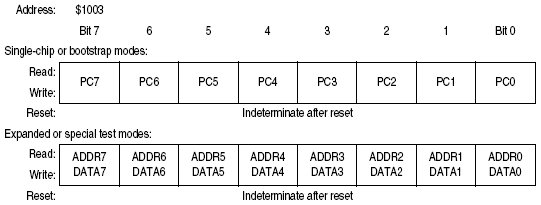 Address: $1003
Bit 7 6 5 4 3 2 1 Bit 0
Single-chip or bootstrap modes:
Read:
PC7 PC6 PC5 PC4 PC3 PC2 PC1 PC0
Write:
Reset: Indeterminate after reset
Expanded or special test modes:
Read: ADDR7 ADDR6 ADDR5 ADDR4 ADDR3 ADDR2 ADDR1 ADDR0
Write: DATA7 DATA6 DATA5 DATA4 DATA3 DATA2 DATA1 DATA0
Reset: Indeterminate after reset